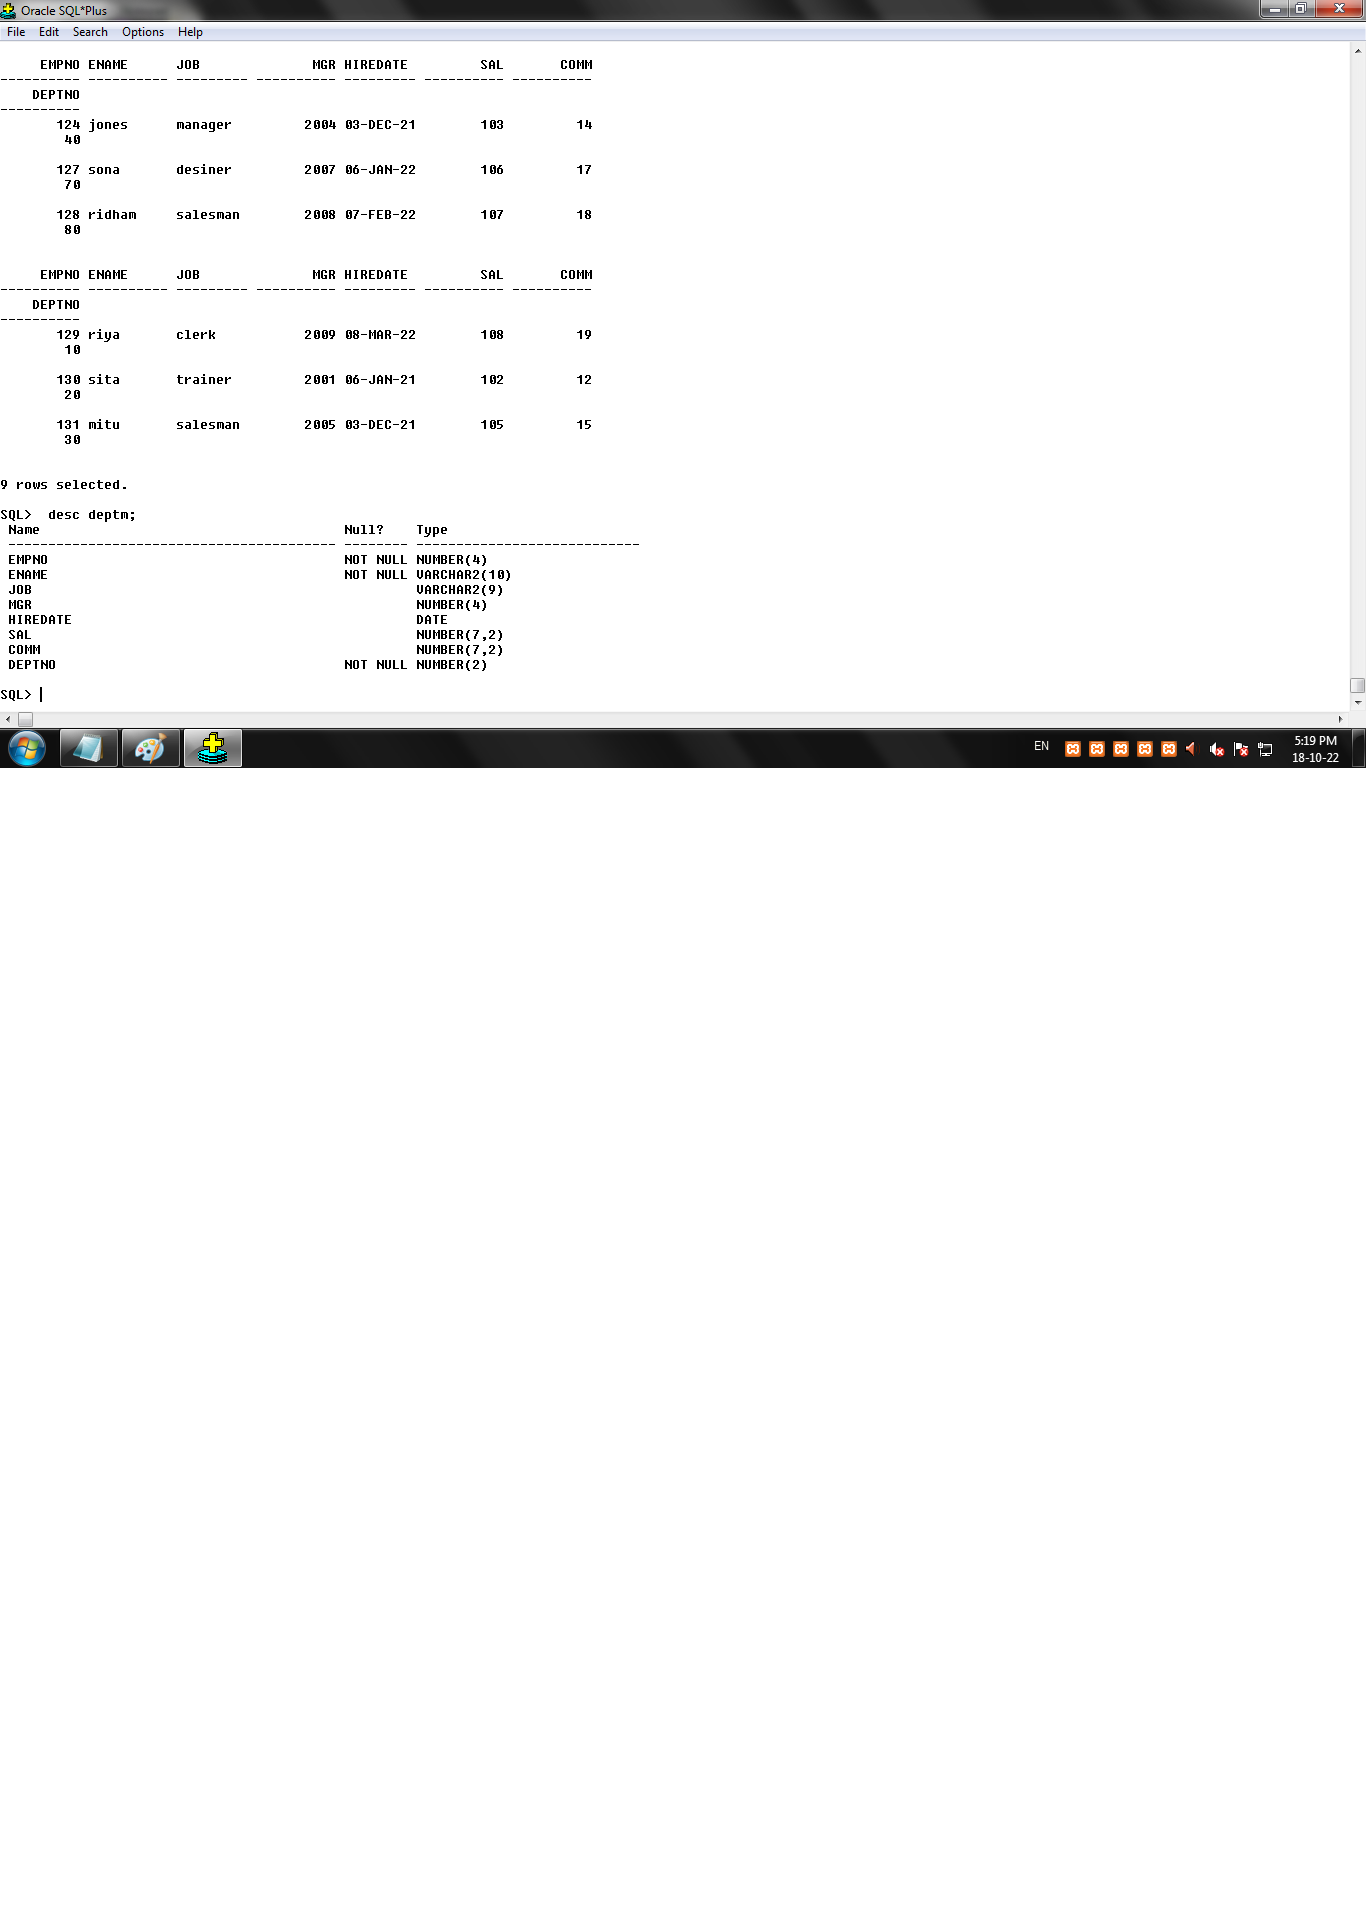 Oracle SQL*Plus
File Edit Search Options Help
     EMPNO ENAME      JOB              MGR HIREDATE         SAL       COMM
---------- ---------- --------- ---------- --------- ---------- ----------
    DEPTNO
----------
       124 jones      manager         2004 03-DEC-21        103         14
        40
       127 sona       desiner         2007 06-JAN-22        106         17
        70
       128 ridham     salesman        2008 07-FEB-22        107         18
        80
     EMPNO ENAME      JOB              MGR HIREDATE         SAL       COMM
---------- ---------- --------- ---------- --------- ---------- ----------
    DEPTNO
----------
       129 riya       clerk           2009 08-MAR-22        108         19
        10
       130 sita       trainer         2001 06-JAN-21        102         12
        20
       131 mitu       salesman        2005 03-DEC-21        105         15
        30
9 rows selected.
SQL>  desc deptm;
 Name                                      Null?    Type
 ----------------------------------------- -------- ----------------------------
 EMPNO                                     NOT NULL NUMBER(4)
 ENAME                                     NOT NULL VARCHAR2(10)
 JOB                                                VARCHAR2(9)
 MGR                                                NUMBER(4)
 HIREDATE                                           DATE
 SAL                                                NUMBER(7,2)
 COMM                                               NUMBER(7,2)
 DEPTNO                                    NOT NULL NUMBER(2)
SQL>
EN
5:19 PM
18-10-22